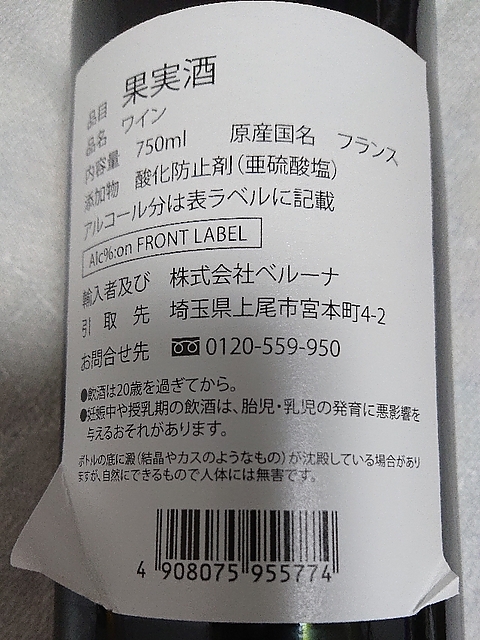 品目 果実酒
品名 ワイン
内容量 750ml 原産国名 フランス
添加物 酸化防止剤(亜硫酸塩)
アルコール分は表ラベルに記載
Alc%:on FRONT LABEL
輸入者及び 株式会社ベルーナ
引取先 埼玉県上尾市宮本町4-2
お問合せ先 0120-559-950
●飲酒は20歳を過ぎてから。
●妊娠中や授乳期の飲酒は、胎児・乳児の発育に悪影響を
与えるおそれがあります。
ボトルの底に澱(結晶やカスのようなもの)が沈殿している場合があり
ますが、自然にできるもので人体には無害です。
4 908075 955774